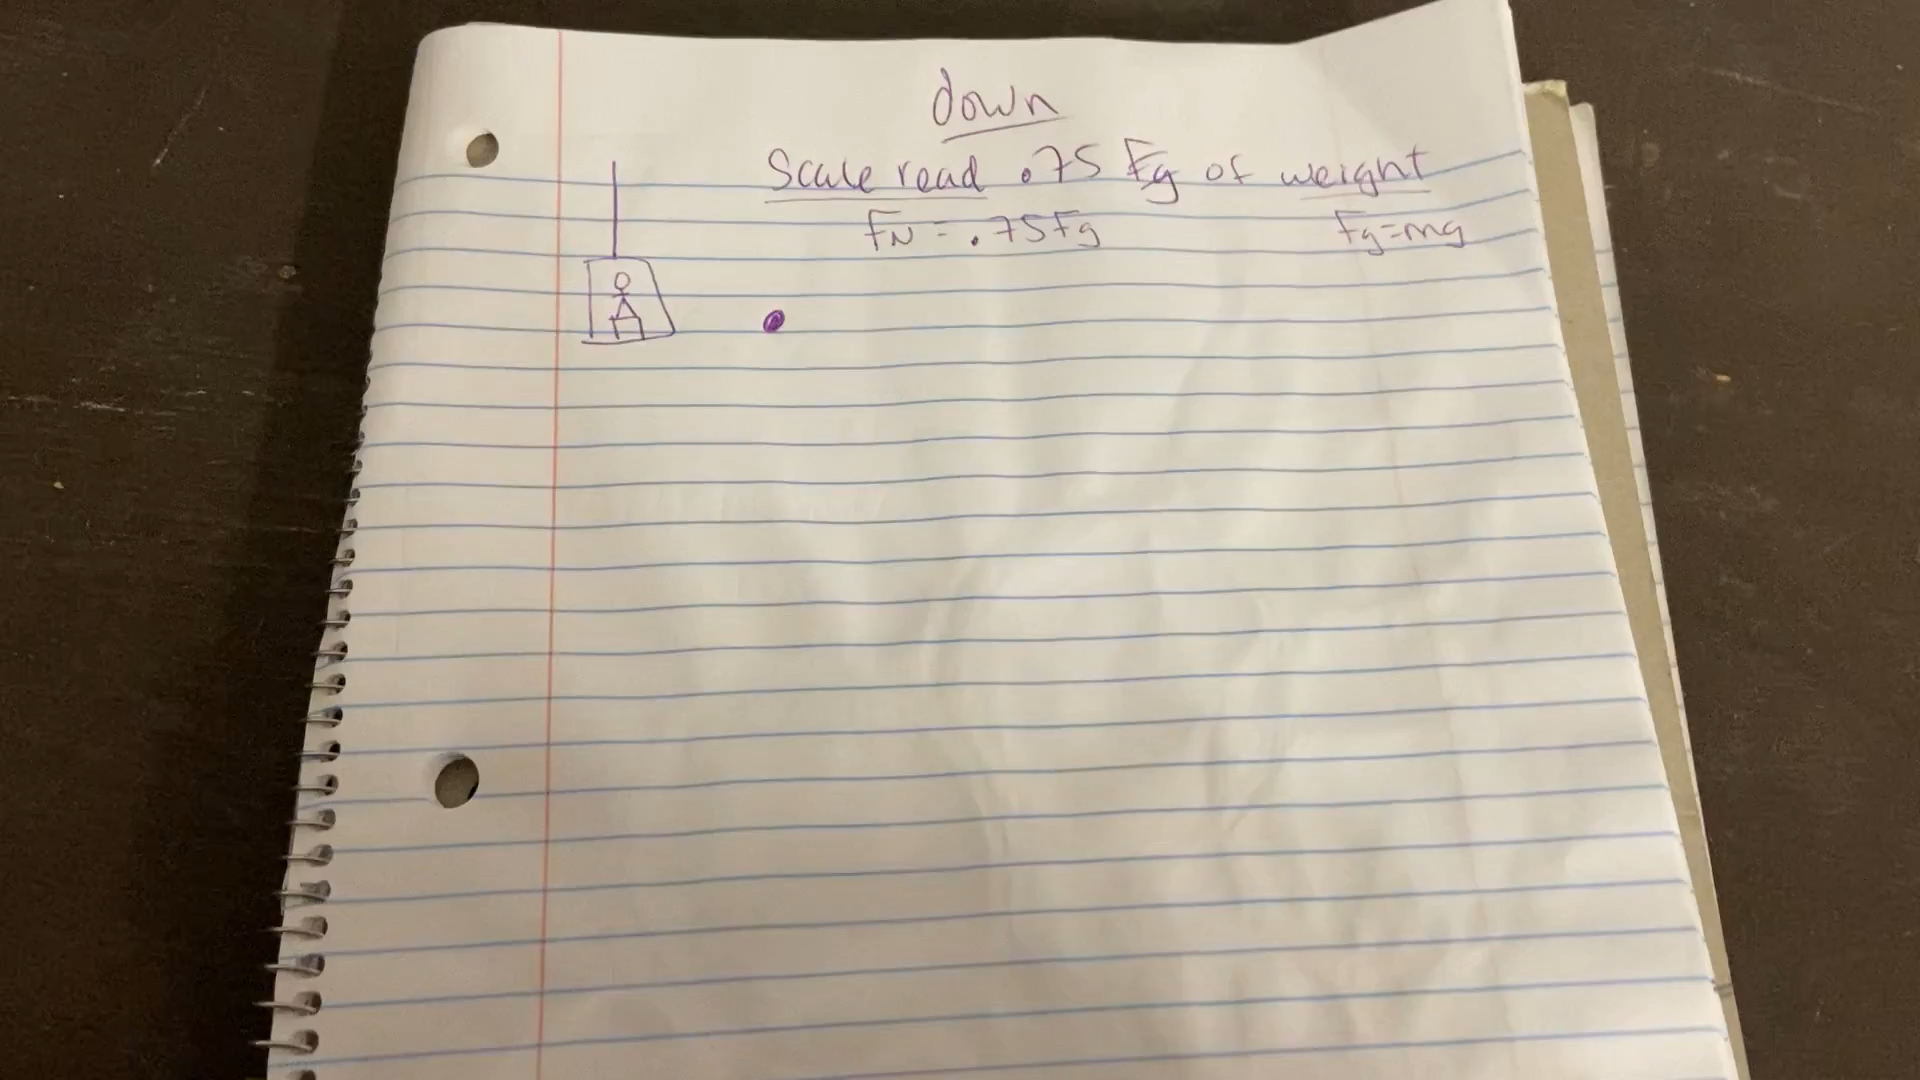 down
Scale read .75 Fg of weight
FN = .75Fg Fg=mg